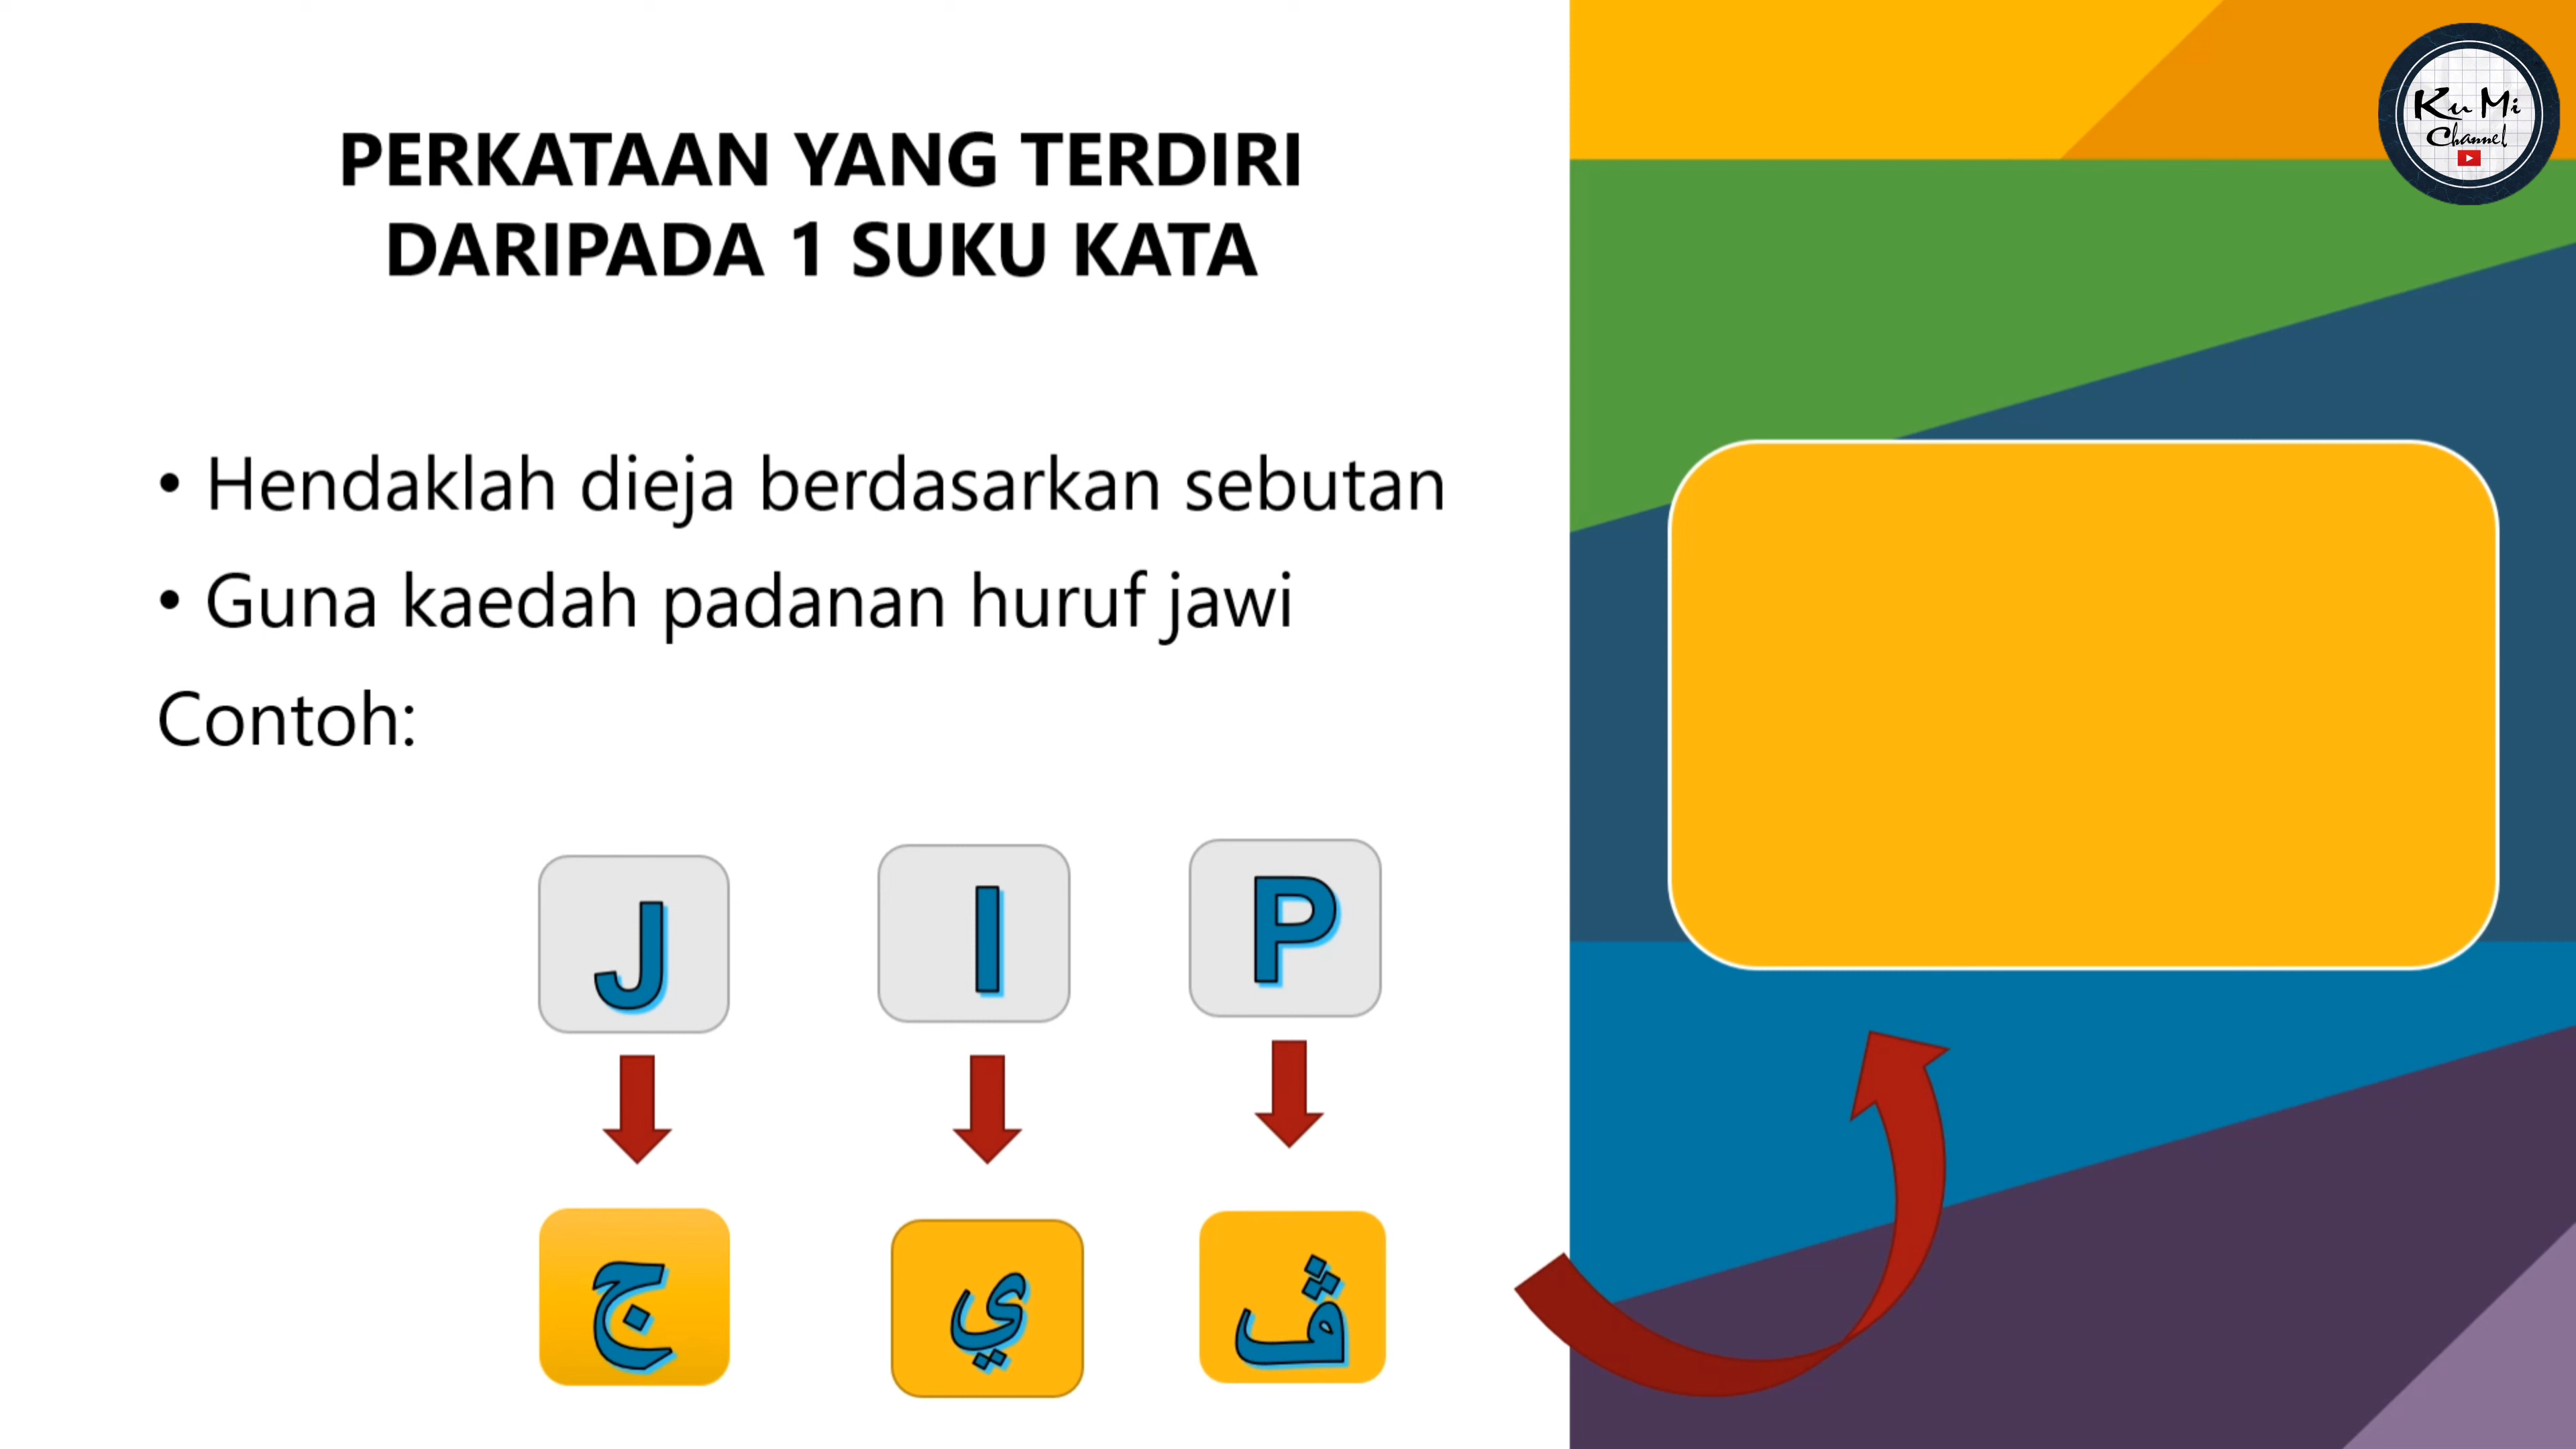 PERKATAAN YANG TERDIRI
DARIPADA 1 SUKU KATA
• Hendaklah dieja berdasarkan sebutan
• Guna kaedah padanan huruf jawi
Contoh:
J I P
ج ي ڤ
Ku Mi
Channel